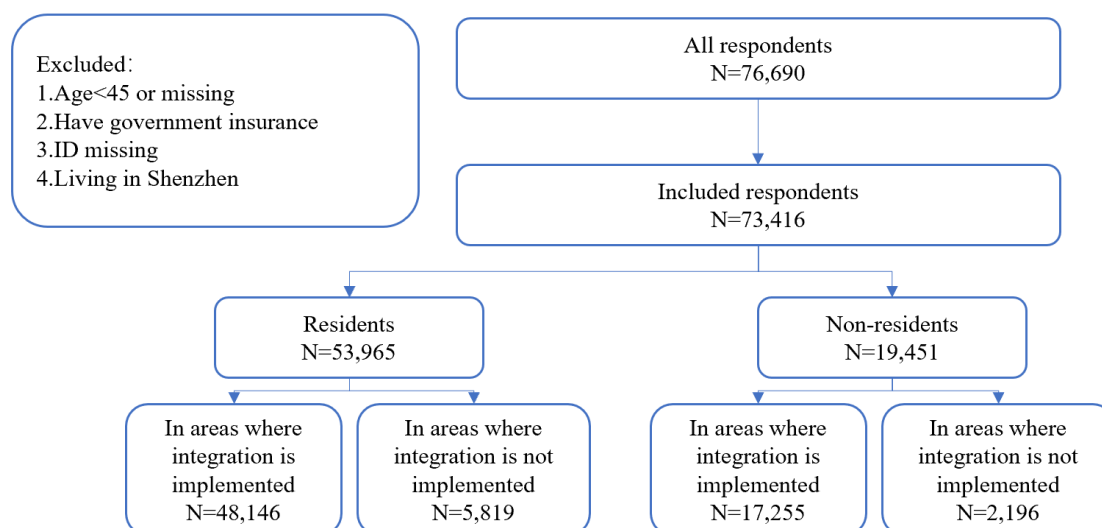 Excluded:
1.Age<45 or missing
2.Have government insurance
3.ID missing
4.Living in Shenzhen
All respondents
N=76,690
Included respondents
N=73,416
Residents
N=53,965
Non-residents
N=19,451
In areas where
integration is
implemented
N=48,146
In areas where
integration is not
implemented
N=5,819
In areas where
integration is
implemented
N=17,255
In areas where
integration is not
implemented
N=2,196